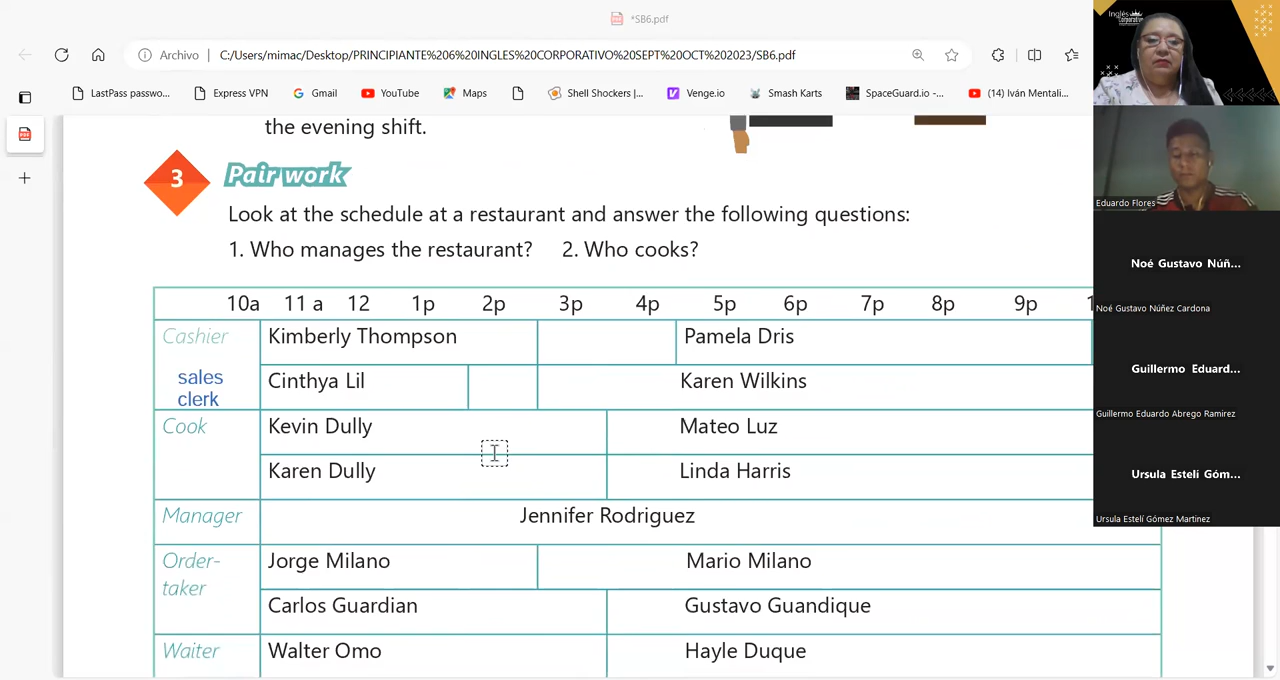 *SB6.pdf
Archivo C:/Users/mimac/Desktop/PRINCIPIANTE%206%20INGLES%20CORPORATIVO%20SEPT%20OCT%202023/SB6.pdf
LastPass passwo... Express VPN Gmail YouTube Maps Shell Shockers |... Venge.io Smash Karts SpaceGuard.io -... (14) Iván Mentali...
the evening shift.
3 Pair work
Look at the schedule at a restaurant and answer the following questions:
1. Who manages the restaurant? 2. Who cooks?
10a 11 a 12 1p 2p 3p 4p 5p 6p 7p 8p 9p
Cashier Kimberly Thompson Pamela Dris
sales Cinthya Lil Karen Wilkins
clerk
Cook Kevin Dully Mateo Luz
Karen Dully Linda Harris
Manager Jennifer Rodriguez
Order- Jorge Milano Mario Milano
taker
Carlos Guardian Gustavo Guandique
Waiter Walter Omo Hayle Duque
Inglés
Corporativo
Eduardo Flores
Noé Gustavo Núñ...
Noé Gustavo Núñez Cardona
Guillermo Eduard...
Guillermo Eduardo Abrego Ramirez
Ursula Estelí Góm...
Ursula Estelí Gómez Martinez